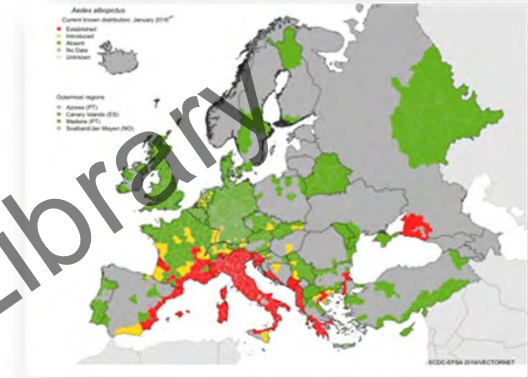 Aedes albopictus
Current known distribution: January 2016
Established
Introduced
Absent
No Data
Unknown
Outermost regions
Azores (PT)
Canary Islands (ES)
Madeira (PT)
Svalbard/Jan Mayen (NO)
Library
ECDC-EFSA 2016/VECTORNET